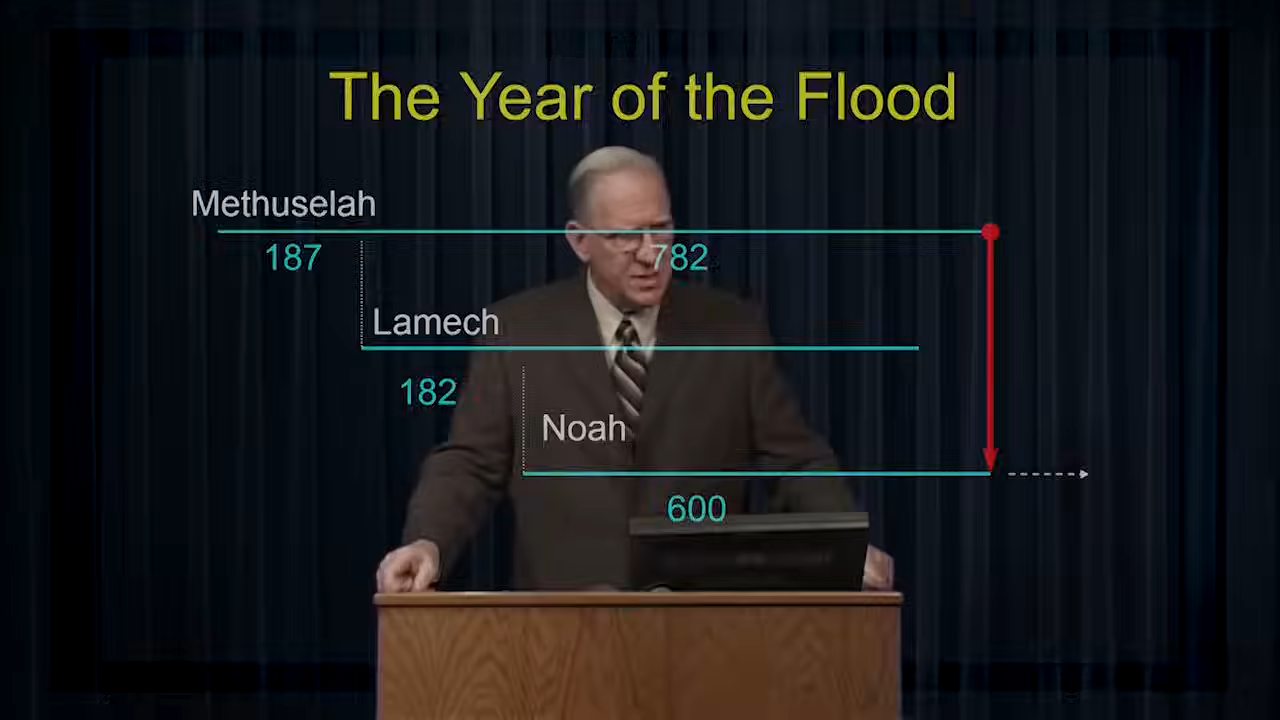 The Year of the Flood
Methuselah
187
782
Lamech
182
Noah
600